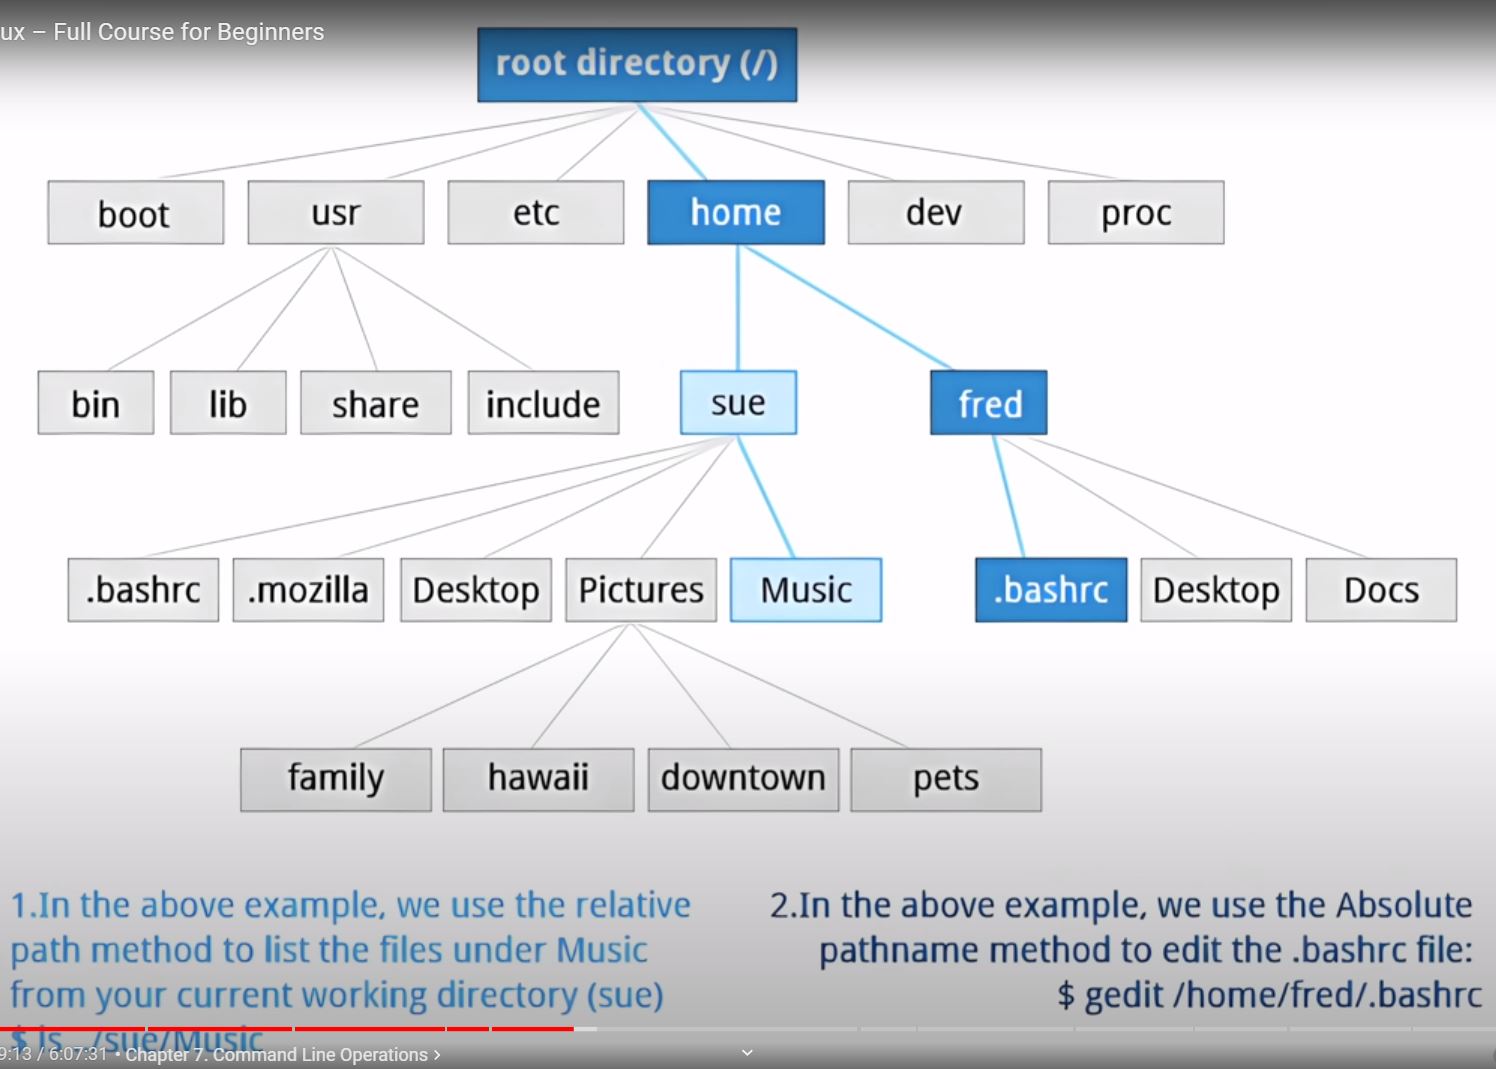 ux – Full Course for Beginners
root directory (/)
boot usr etc home dev proc
bin lib share include sue fred
.bashrc .mozilla Desktop Pictures Music .bashrc Desktop Docs
family hawaii downtown pets
1.In the above example, we use the relative
path method to list the files under Music
from your current working directory (sue)
$ ls /sue/Music
2.In the above example, we use the Absolute
pathname method to edit the .bashrc file:
$ gedit /home/fred/.bashrc
9:13 / 6:07:31 • Chapter 7. Command Line Operations >